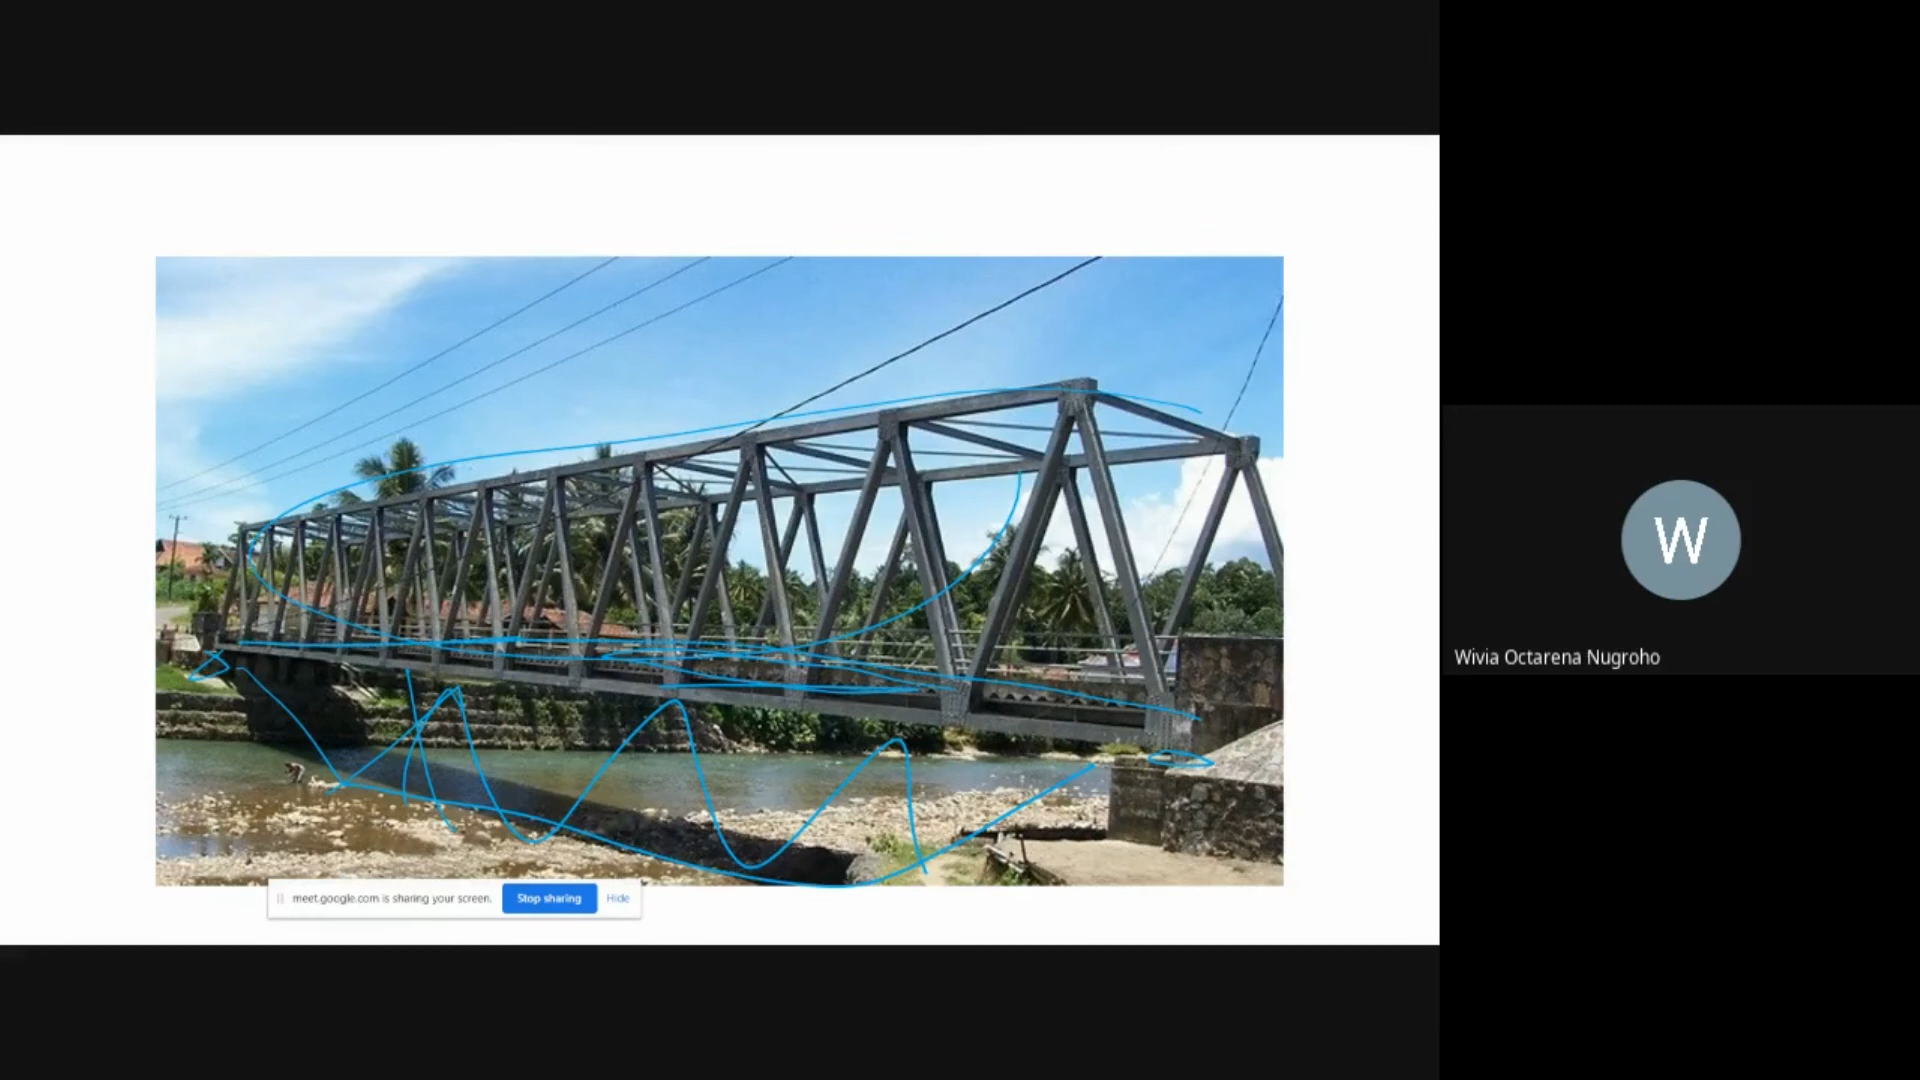 W
Wivia Octarena Nugroho
meet.google.com is sharing your screen.
Stop sharing
Hide